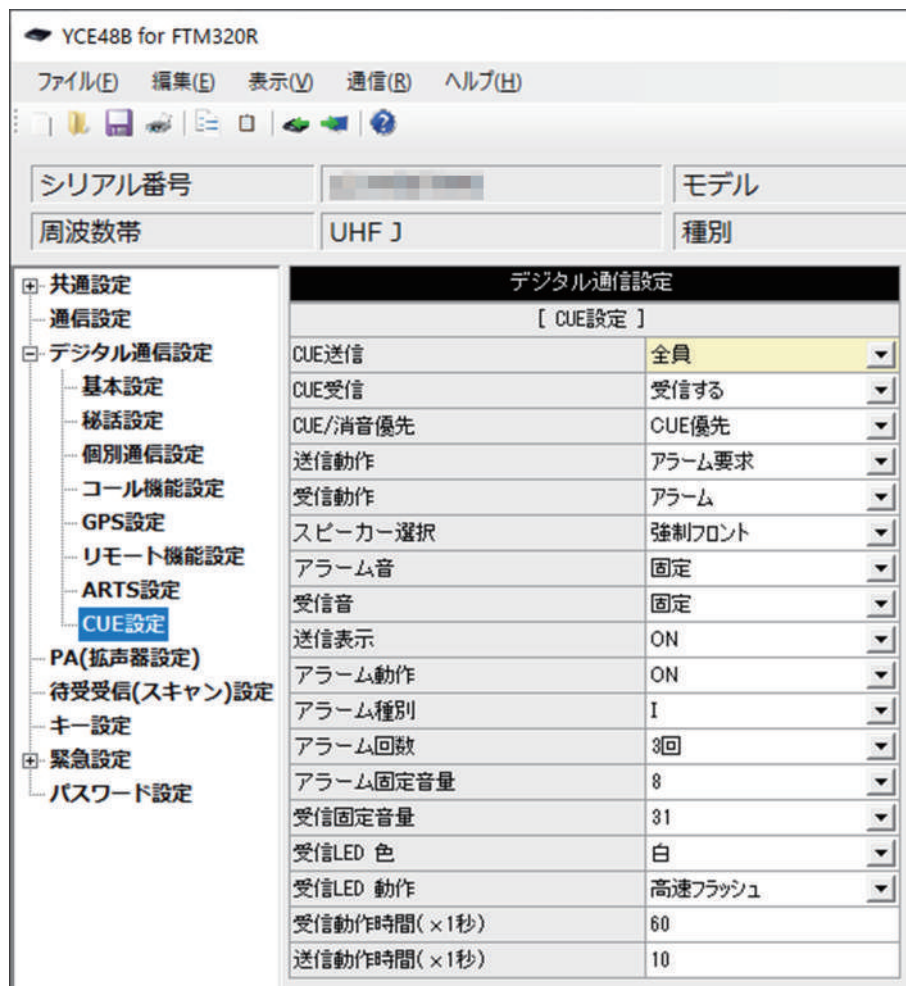 YCE48B for FTM320R
ファイル(F) 編集(E) 表示(V) 通信(R) ヘルプ(H)
シリアル番号 モデル
周波数帯 UHF J 種別
共通設定
通信設定
デジタル通信設定
基本設定
秘話設定
個別通信設定
コール機能設定
GPS設定
リモート機能設定
ARTS設定
CUE設定
PA(拡声器設定)
待受受信(スキャン)設定
キー設定
緊急設定
パスワード設定
デジタル通信設定
[ CUE設定 ]
CUE送信 全員
CUE受信 受信する
CUE/消音優先 CUE優先
送信動作 アラーム要求
受信動作 アラーム
スピーカー選択 強制フロント
アラーム音 固定
受信音 固定
送信表示 ON
アラーム動作 ON
アラーム種別 I
アラーム回数 3回
アラーム固定音量 8
受信固定音量 31
受信LED 色 白
受信LED 動作 高速フラッシュ
受信動作時間(×1秒) 60
送信動作時間(×1秒) 10